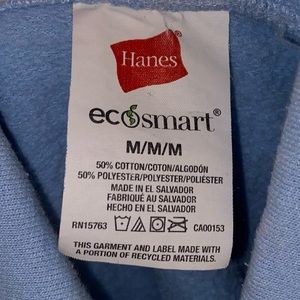 Hanes
ecosmart®
M/M/M
50% COTTON/COTON/ALGODÓN
50% POLYESTER/POLYESTER/POLIÉSTER
MADE IN EL SALVADOR
FABRIQUÉ AU SALVADOR
HECHO EN EL SALVADOR
RN15763 CA00153
THIS GARMENT AND LABEL MADE WITH
A PORTION OF RECYCLED MATERIALS.